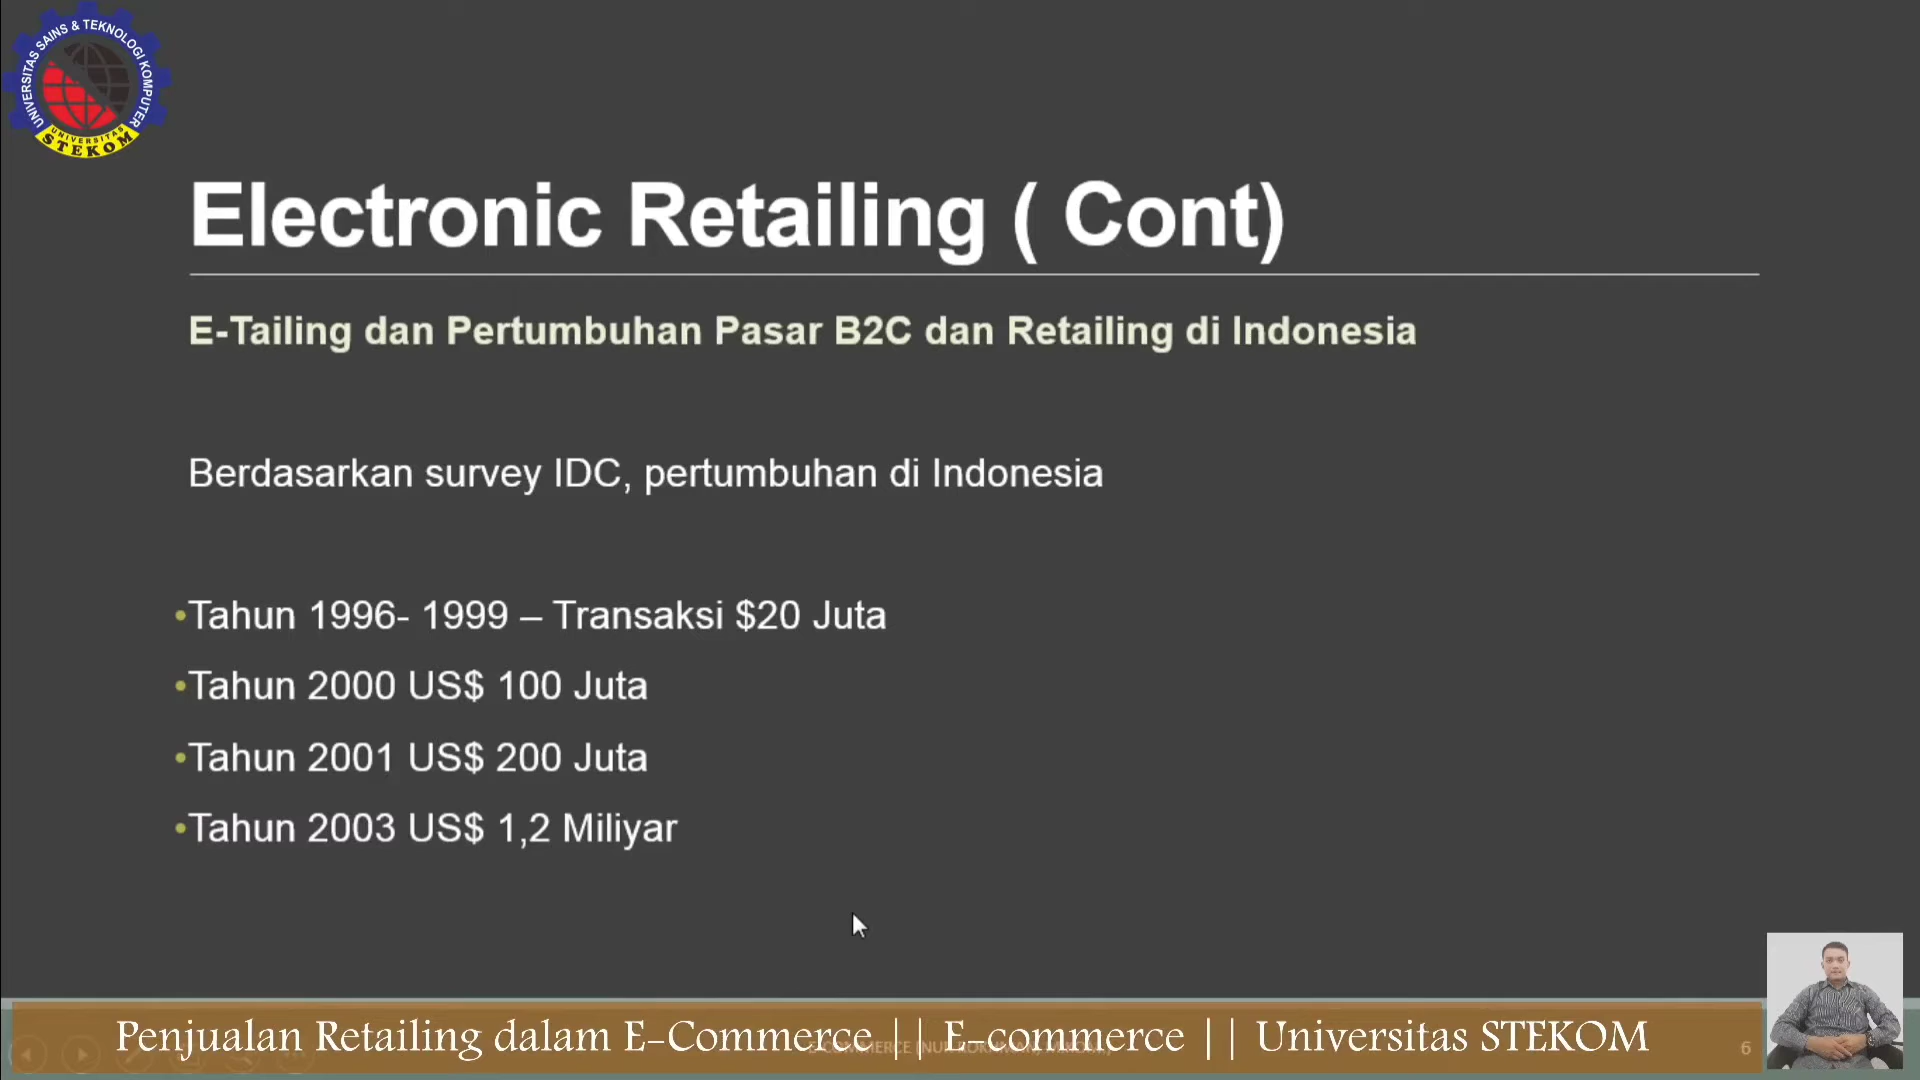 UNIVERSITAS SAINS & TEKNOLOGI KOMPUTER
UNIVERSITAS
STEKOM
Electronic Retailing ( Cont)
E-Tailing dan Pertumbuhan Pasar B2C dan Retailing di Indonesia
Berdasarkan survey IDC, pertumbuhan di Indonesia
•Tahun 1996- 1999 – Transaksi $20 Juta
•Tahun 2000 US$ 100 Juta
•Tahun 2001 US$ 200 Juta
•Tahun 2003 US$ 1,2 Miliyar
Penjualan Retailing dalam E-Commerce || E-commerce || Universitas STEKOM
6